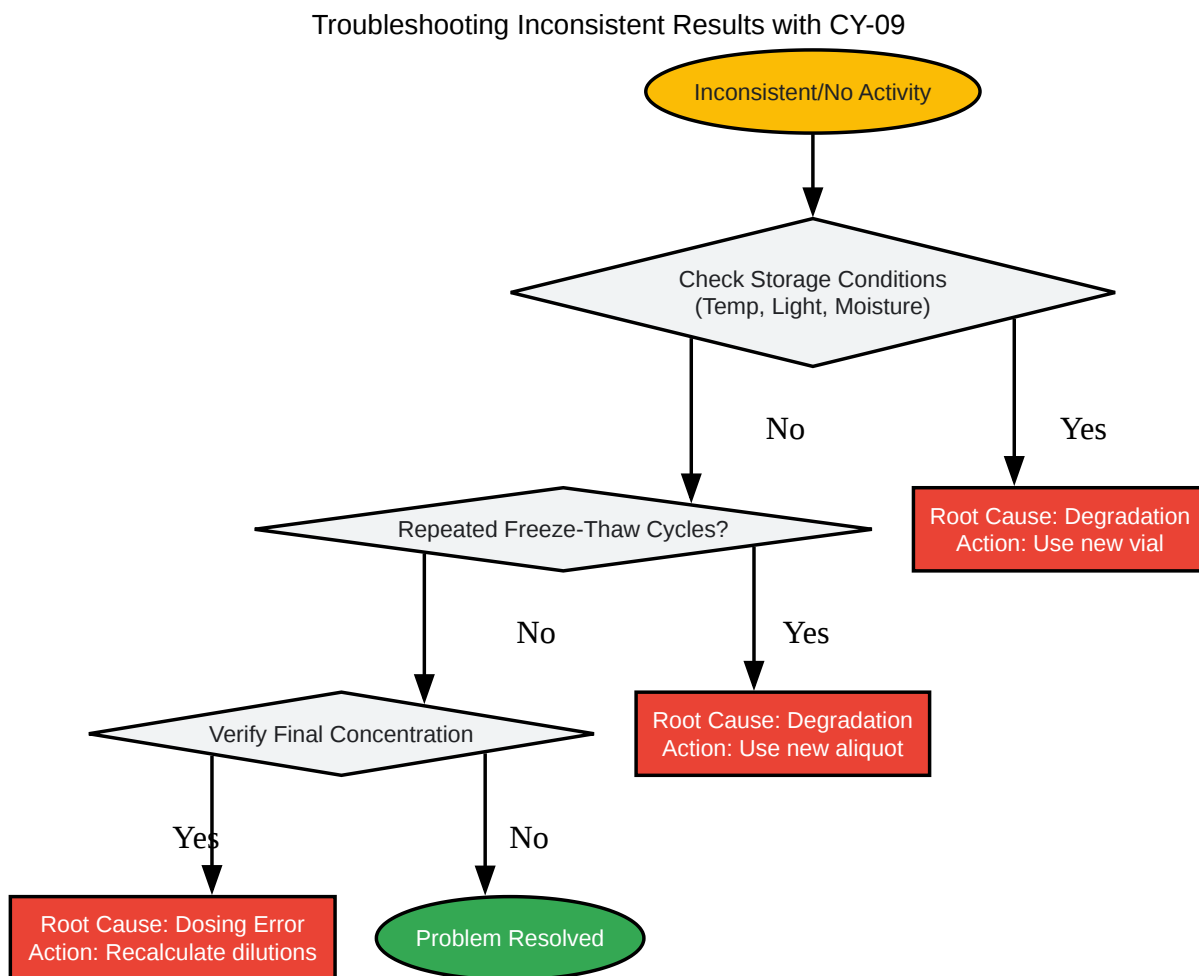 Troubleshooting Inconsistent Results with CY-09
Inconsistent/No Activity
Check Storage Conditions
(Temp, Light, Moisture)
No
Yes
Root Cause: Degradation
Action: Use new vial
Repeated Freeze-Thaw Cycles?
No
Yes
Root Cause: Degradation
Action: Use new aliquot
Verify Final Concentration
Yes
No
Root Cause: Dosing Error
Action: Recalculate dilutions
Problem Resolved